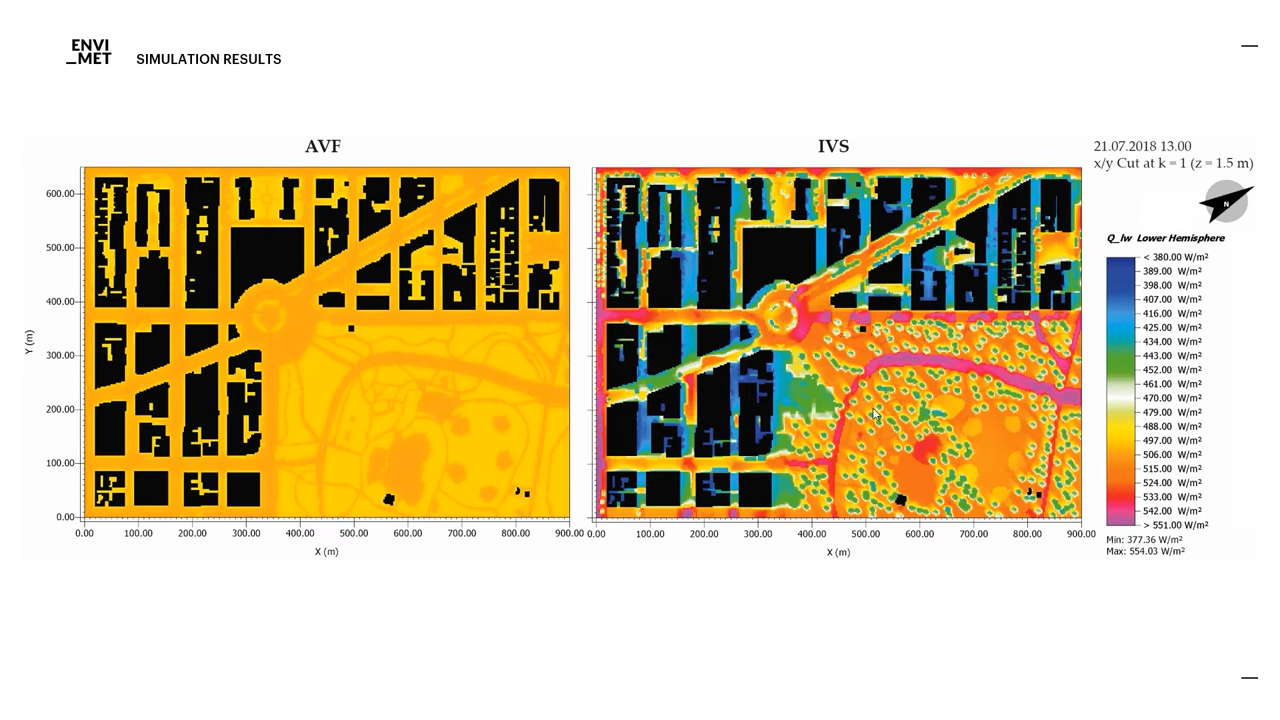 ENVI
_MET
SIMULATION RESULTS
AVF
IVS
21.07.2018 13.00
x/y Cut at k = 1 (z = 1.5 m)
N
Q_lw Lower Hemisphere
< 380.00 W/m²
389.00 W/m²
398.00 W/m²
407.00 W/m²
416.00 W/m²
425.00 W/m²
434.00 W/m²
443.00 W/m²
452.00 W/m²
461.00 W/m²
470.00 W/m²
479.00 W/m²
488.00 W/m²
497.00 W/m²
506.00 W/m²
515.00 W/m²
524.00 W/m²
533.00 W/m²
542.00 W/m²
> 551.00 W/m²
Min: 377.36 W/m²
Max: 554.03 W/m²
Y (m)
600.00
500.00
400.00
300.00
200.00
100.00
0.00
0.00 100.00 200.00 300.00 400.00 500.00 600.00 700.00 800.00 900.00
X (m)
0.00 100.00 200.00 300.00 400.00 500.00 600.00 700.00 800.00 900.00
X (m)